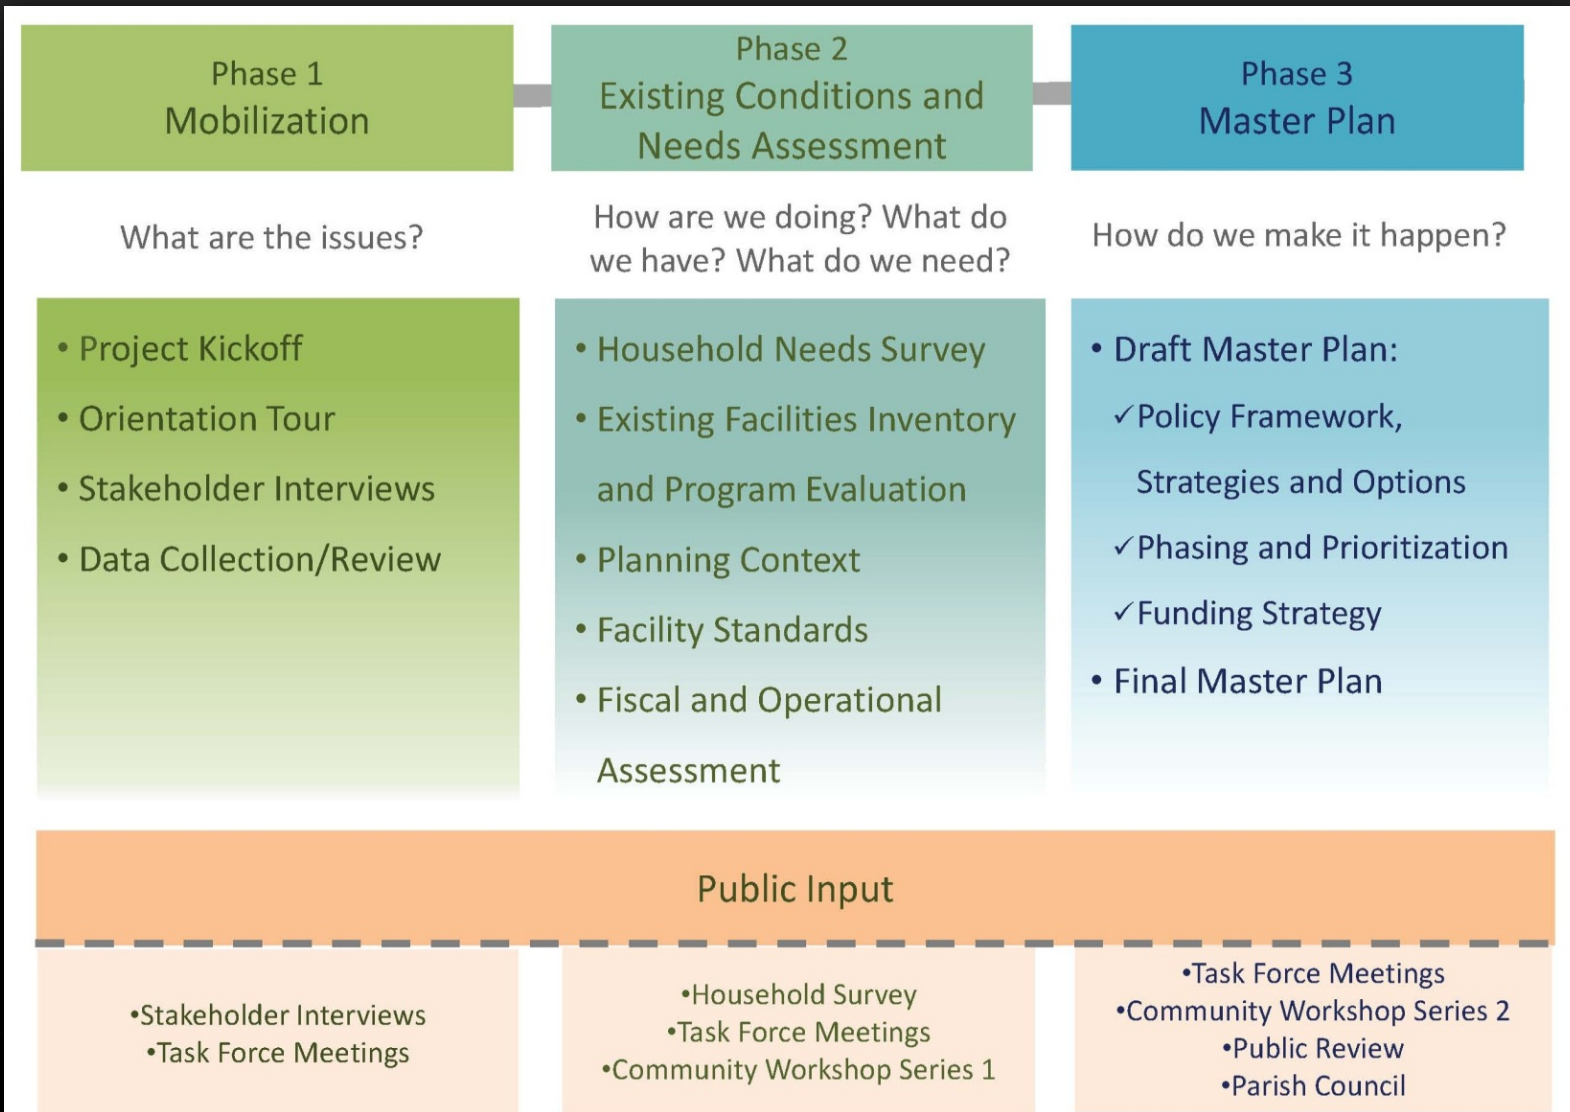 Phase 1
Mobilization
Phase 2
Existing Conditions and
Needs Assessment
Phase 3
Master Plan
What are the issues?
How are we doing? What do
we have? What do we need?
How do we make it happen?
• Project Kickoff
• Orientation Tour
• Stakeholder Interviews
• Data Collection/Review
• Household Needs Survey
• Existing Facilities Inventory
and Program Evaluation
• Planning Context
• Facility Standards
• Fiscal and Operational
Assessment
• Draft Master Plan:
✓Policy Framework,
Strategies and Options
✓Phasing and Prioritization
✓Funding Strategy
• Final Master Plan
Public Input
•Stakeholder Interviews
•Task Force Meetings
•Household Survey
•Task Force Meetings
•Community Workshop Series 1
•Task Force Meetings
•Community Workshop Series 2
•Public Review
•Parish Council